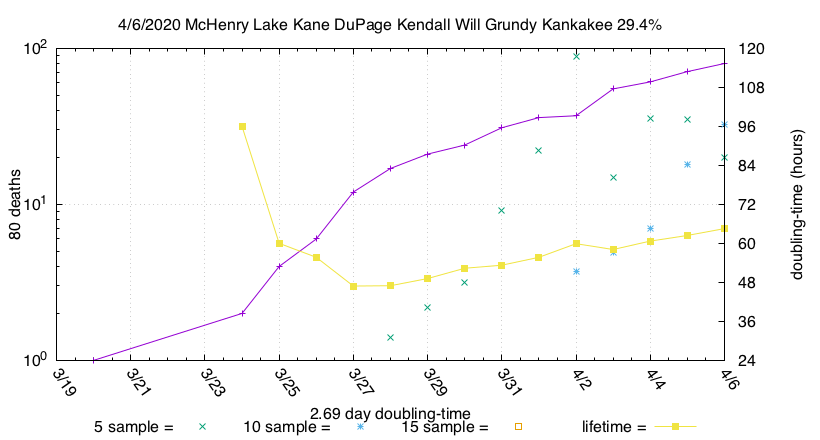 4/6/2020 McHenry Lake Kane DuPage Kendall Will Grundy Kankakee 29.4%
10²
10¹
10⁰
80 deaths
120
108
96
84
72
60
48
36
24
doubling-time (hours)
3/19 3/21 3/23 3/25 3/27 3/29 3/31 4/2 4/4 4/6
2.69 day doubling-time
5 sample = 10 sample = 15 sample = lifetime =